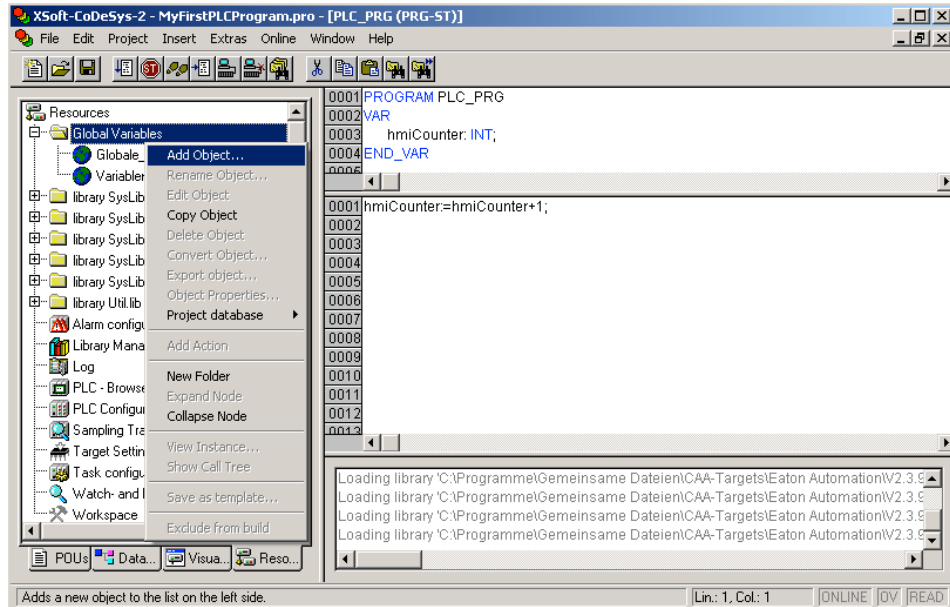 XSoft-CoDeSys-2 - MyFirstPLCProgram.pro - [PLC_PRG (PRG-ST)]
File Edit Project Insert Extras Online Window Help
Resources
Global Variables
Globale_
Variablen
library SysLib
library SysLib
library SysLib
library SysLib
library Util.lib
Alarm configu
Library Mana
Log
PLC - Browse
PLC Configur
Sampling Tra
Target Settin
Task configu
Watch- and
Workspace
Add Object...
Rename Object...
Edit Object
Copy Object
Delete Object
Convert Object...
Export object...
Object Properties...
Project database
Add Action
New Folder
Expand Node
Collapse Node
View Instance...
Show Call Tree
Save as template...
Exclude from build
POUs Data... Visua... Reso...
0001 PROGRAM PLC_PRG
0002 VAR
0003 hmiCounter: INT;
0004 END_VAR
0005
0001 hmiCounter:=hmiCounter+1;
0002
0003
0004
0005
0006
0007
0008
0009
0010
0011
0012
0013
Loading library 'C:\Programme\Gemeinsame Dateien\CAA-Targets\Eaton Automation\V2.3.9
Loading library 'C:\Programme\Gemeinsame Dateien\CAA-Targets\Eaton Automation\V2.3.9
Loading library 'C:\Programme\Gemeinsame Dateien\CAA-Targets\Eaton Automation\V2.3.9
Loading library 'C:\Programme\Gemeinsame Dateien\CAA-Targets\Eaton Automation\V2.3.9
Adds a new object to the list on the left side. Lin.: 1, Col.: 1 ONLINE OV READ